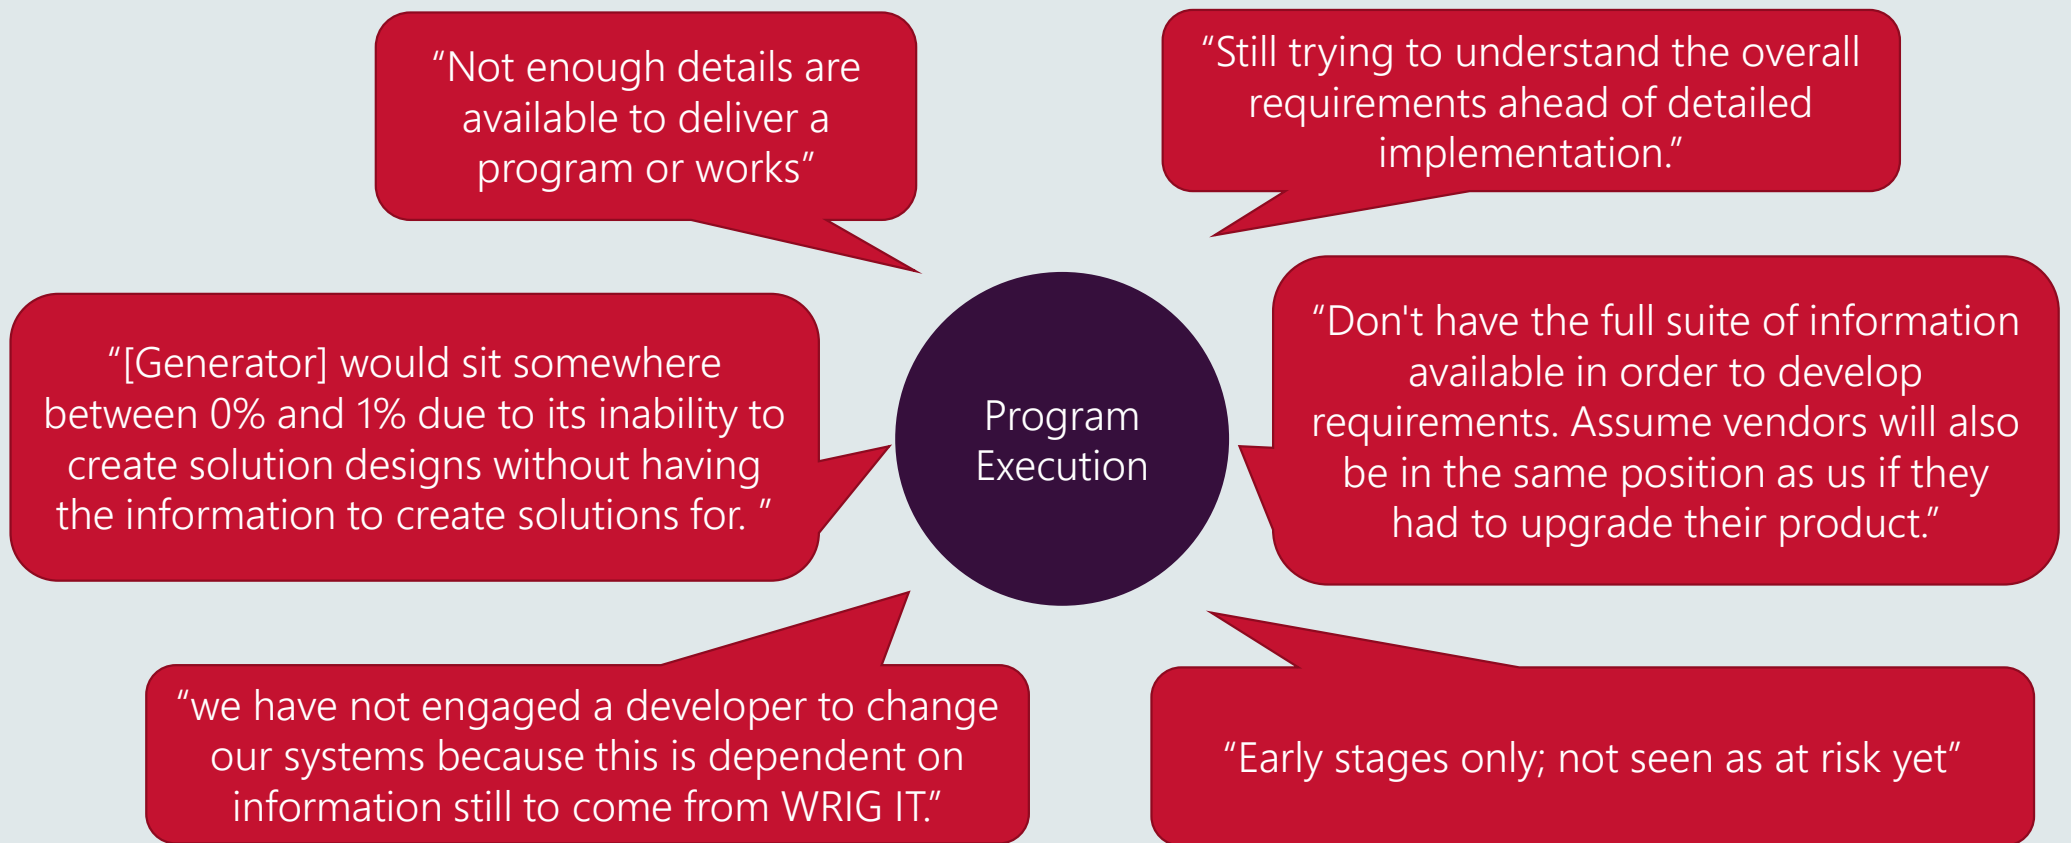 “Not enough details are
available to deliver a
program or works”
“Still trying to understand the overall
requirements ahead of detailed
implementation.”
“[Generator] would sit somewhere
between 0% and 1% due to its inability to
create solution designs without having
the information to create solutions for. ”
Program
Execution
“Don't have the full suite of information
available in order to develop
requirements. Assume vendors will also
be in the same position as us if they
had to upgrade their product.”
“we have not engaged a developer to change
our systems because this is dependent on
information still to come from WRIG IT.”
“Early stages only; not seen as at risk yet”